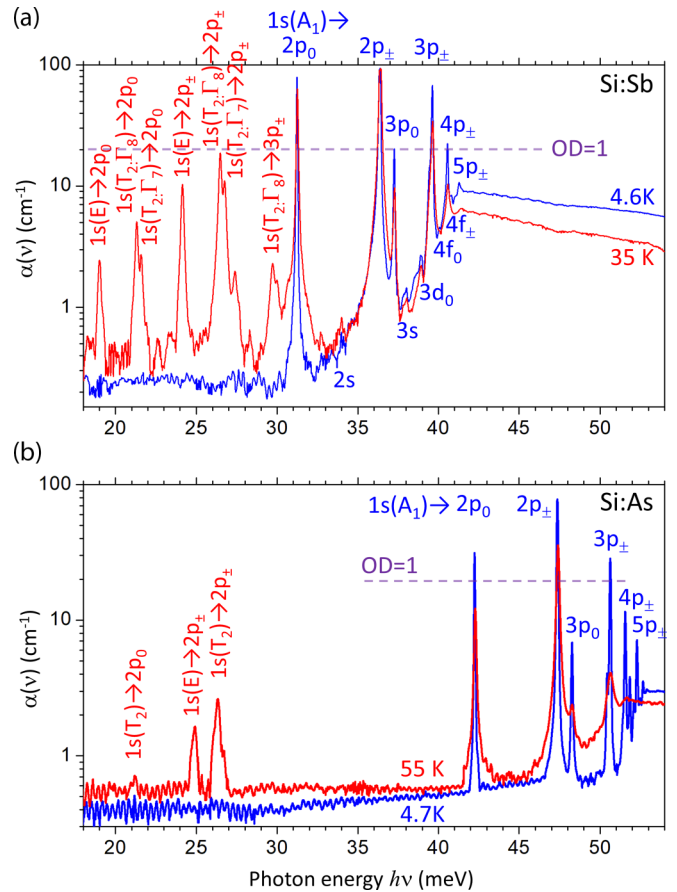 (a)
1s(E)→2p₀
1s(T₂:Γ₈)→2p₀
1s(T₂:Γ₇)→2p₀
1s(E)→2p±
1s(T₂:Γ₈)→2p±
1s(T₂:Γ₇)→2p±
1s(T₂:Γ₈)→3p±
1s(A₁)→
2p₀
2p±
3p±
Si:Sb
3p₀
4p±
OD=1
5p±
4.6K
35 K
4f±
4f₀
3d₀
3s
2s
α(ν) (cm⁻¹)
100
10
1
20 25 30 35 40 45 50
(b)
Si:As
1s(A₁)→ 2p₀
2p±
3p±
OD=1
4p±
3p₀
5p±
1s(T₂)→2p₀
1s(E)→2p±
1s(T₂)→2p±
55 K
4.7K
α(ν) (cm⁻¹)
100
10
1
20 25 30 35 40 45 50
Photon energy hν (meV)